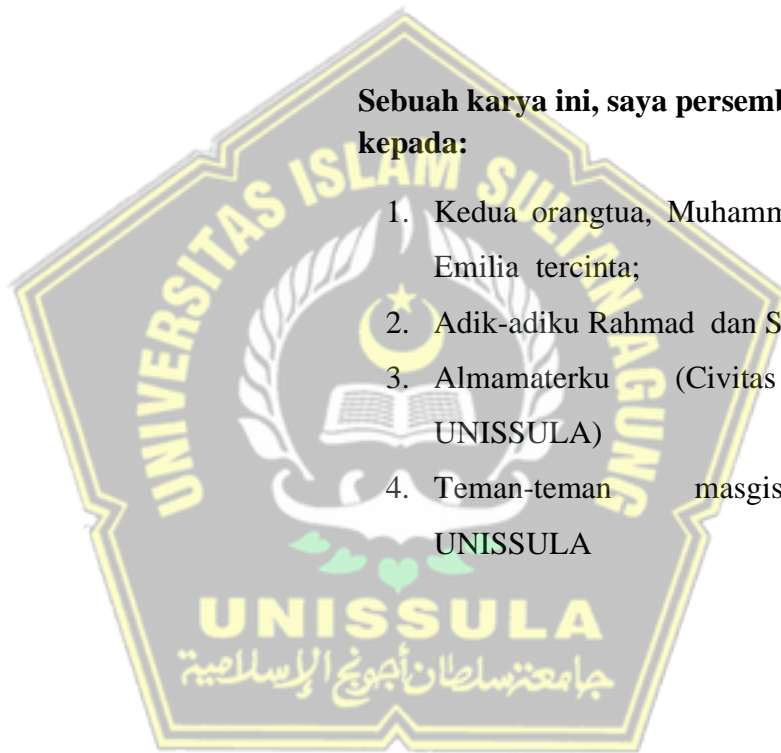 Sebuah karya ini, saya persemb
kepada:
1. Kedua orangtua, Muhamm
Emilia tercinta;
2. Adik-adiku Rahmad dan S
3. Almamaterku (Civitas
UNISSULA)
4. Teman-teman masgis
UNISSULA
UNIVERSITAS ISLAM SULTAN AGUNG
UNISSULA
جامعة سلطان أجونج الإسلامية